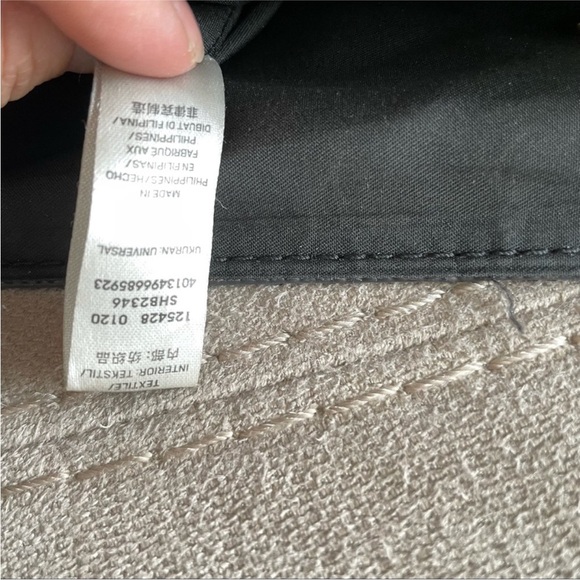 TEXTILE/
INTERIOR: TEKSTIL/
内部: 纺织品
125428 0120
SHB2346
4013496685923
UKURAN. UNIVERSAL
MADE IN
PHILIPPINES/HECHO
EN FILIPINAS/
FABRIQUE AUX
PHILIPPINES/
DIBUAT DI FILIPINA/
菲律宾制造